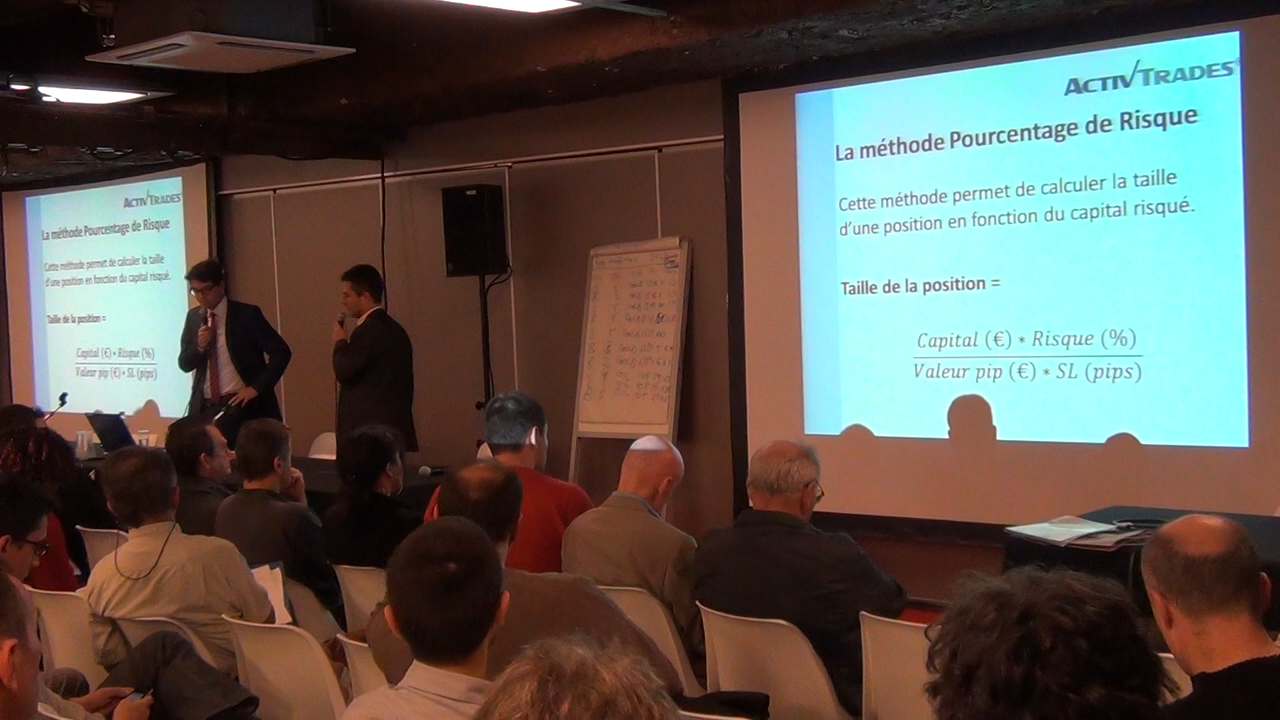 ACTIVTRADES
La méthode Pourcentage de Risque
Cette méthode permet de calculer la taille
d'une position en fonction du capital risqué.
Taille de la position =
Capital (€) * Risque (%)
Valeur pip (€) * SL (pips)
ACTIVTRADES
La méthode Pourcentage de Risque
Cette méthode permet de calculer la taille
d'une position en fonction du capital risqué.
Taille de la position =
Capital (€) * Risque (%)
Valeur pip (€) * SL (pips)